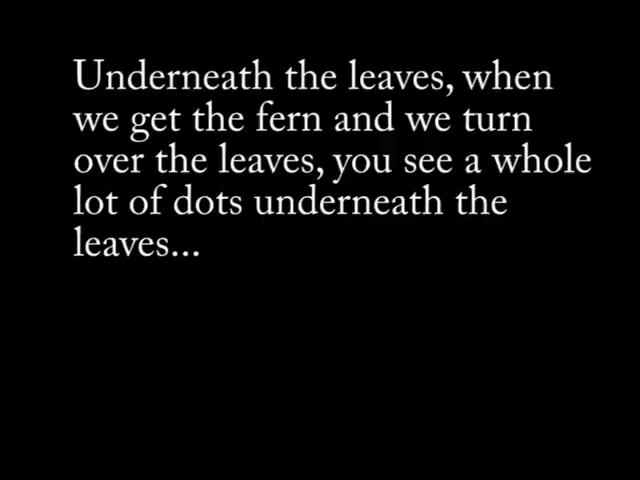 Underneath the leaves, when
we get the fern and we turn
over the leaves, you see a whole
lot of dots underneath the
leaves...